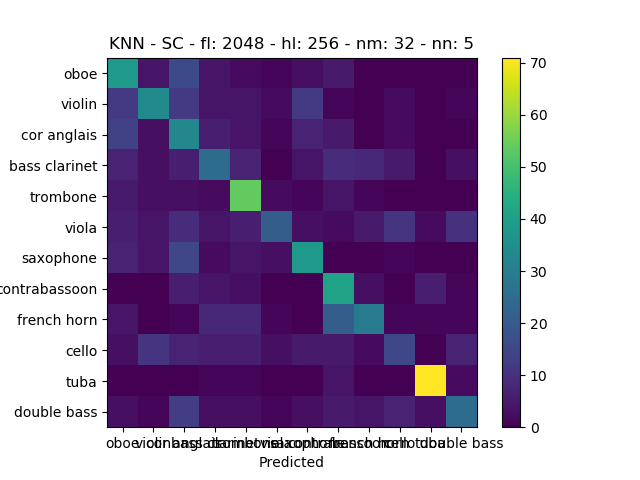 KNN - SC - fl: 2048 - hl: 256 - nm: 32 - nn: 5
oboe
violin
cor anglais
bass clarinet
trombone
viola
saxophone
contrabassoon
french horn
cello
tuba
double bass
oboe
double bass
Predicted
70
60
50
40
30
20
10
0